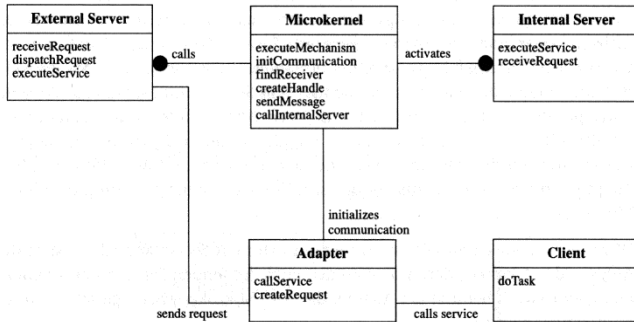 External Server
receiveRequest
dispatchRequest
executeService
calls
Microkernel
executeMechanism
initCommunication
findReceiver
createHandle
sendMessage
callInternalServer
activates
Internal Server
executeService
receiveRequest
initializes
communication
Adapter
callService
createRequest
Client
doTask
sends request
calls service